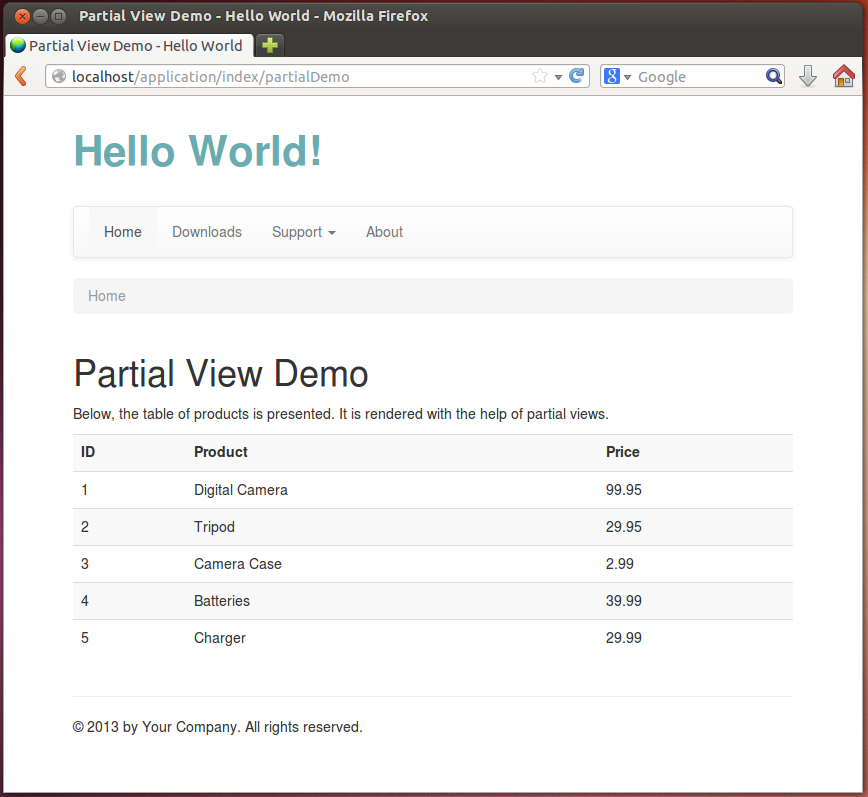 Partial View Demo - Hello World - Mozilla Firefox
Partial View Demo - Hello World
localhost/application/index/partialDemo
8 Google
Hello World!
Home Downloads Support About
Home
Partial View Demo
Below, the table of products is presented. It is rendered with the help of partial views.
ID Product Price
1 Digital Camera 99.95
2 Tripod 29.95
3 Camera Case 2.99
4 Batteries 39.99
5 Charger 29.99
© 2013 by Your Company. All rights reserved.